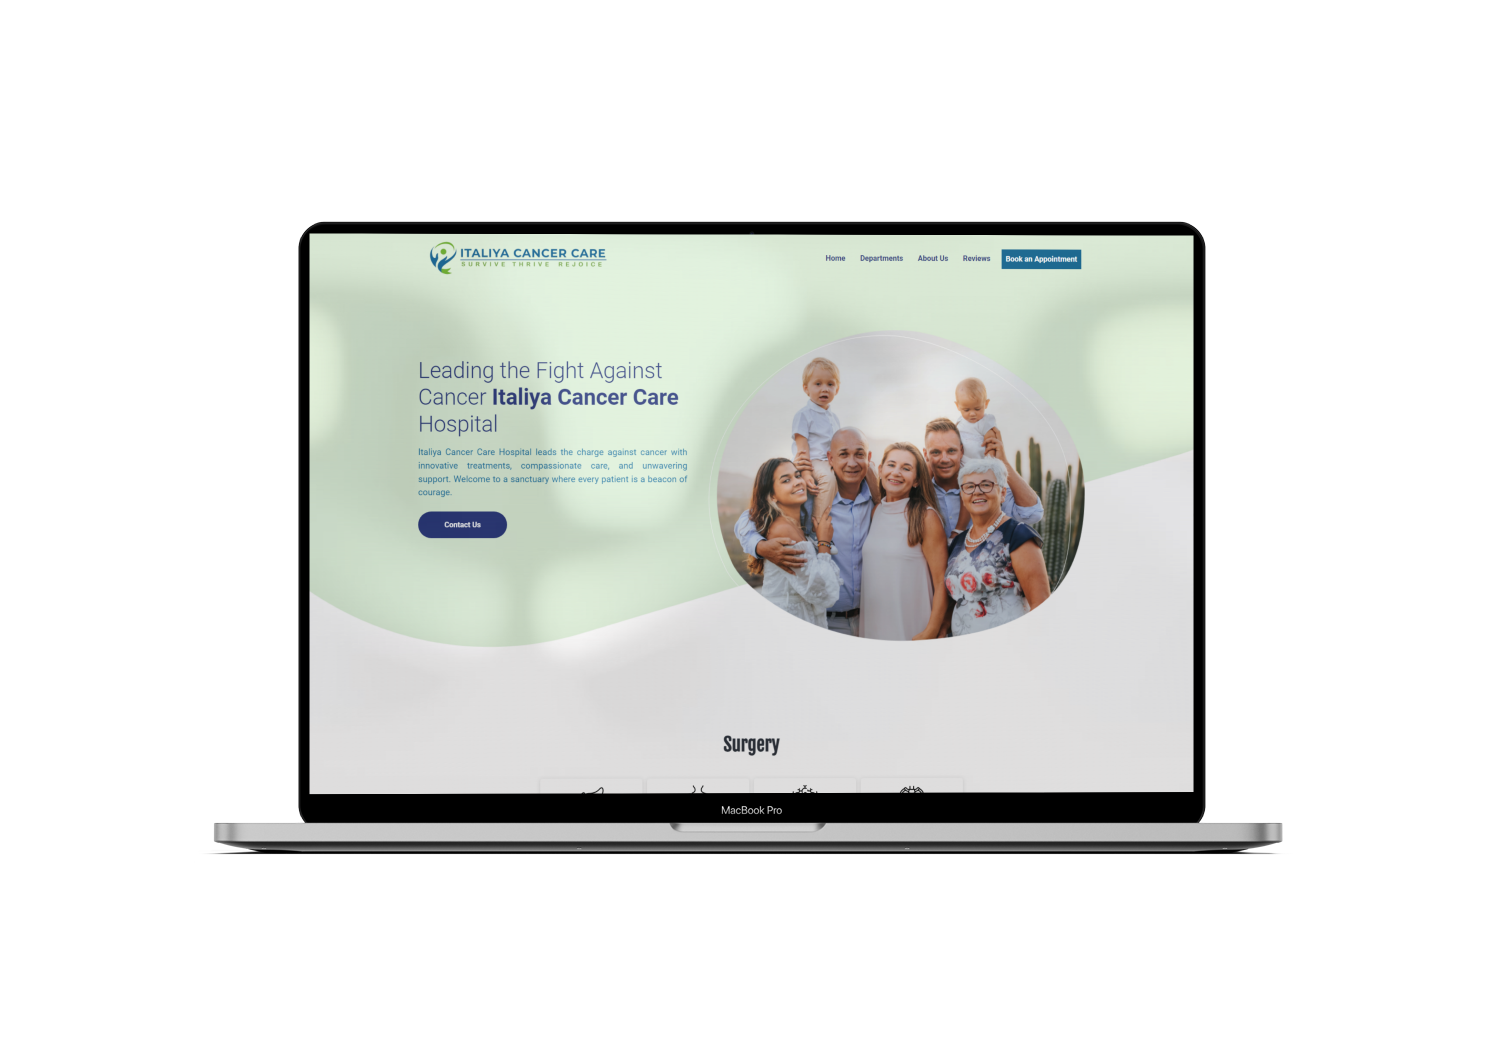 ITALIYA CANCER CARE
SURVIVE THRIVE REJOICE
Home Departments About Us Reviews Book an Appointment
Leading the Fight Against
Cancer Italiya Cancer Care
Hospital
Italiya Cancer Care Hospital leads the charge against cancer with
innovative treatments, compassionate care, and unwavering
support. Welcome to a sanctuary where every patient is a beacon of
courage.
Contact Us
Surgery
MacBook Pro